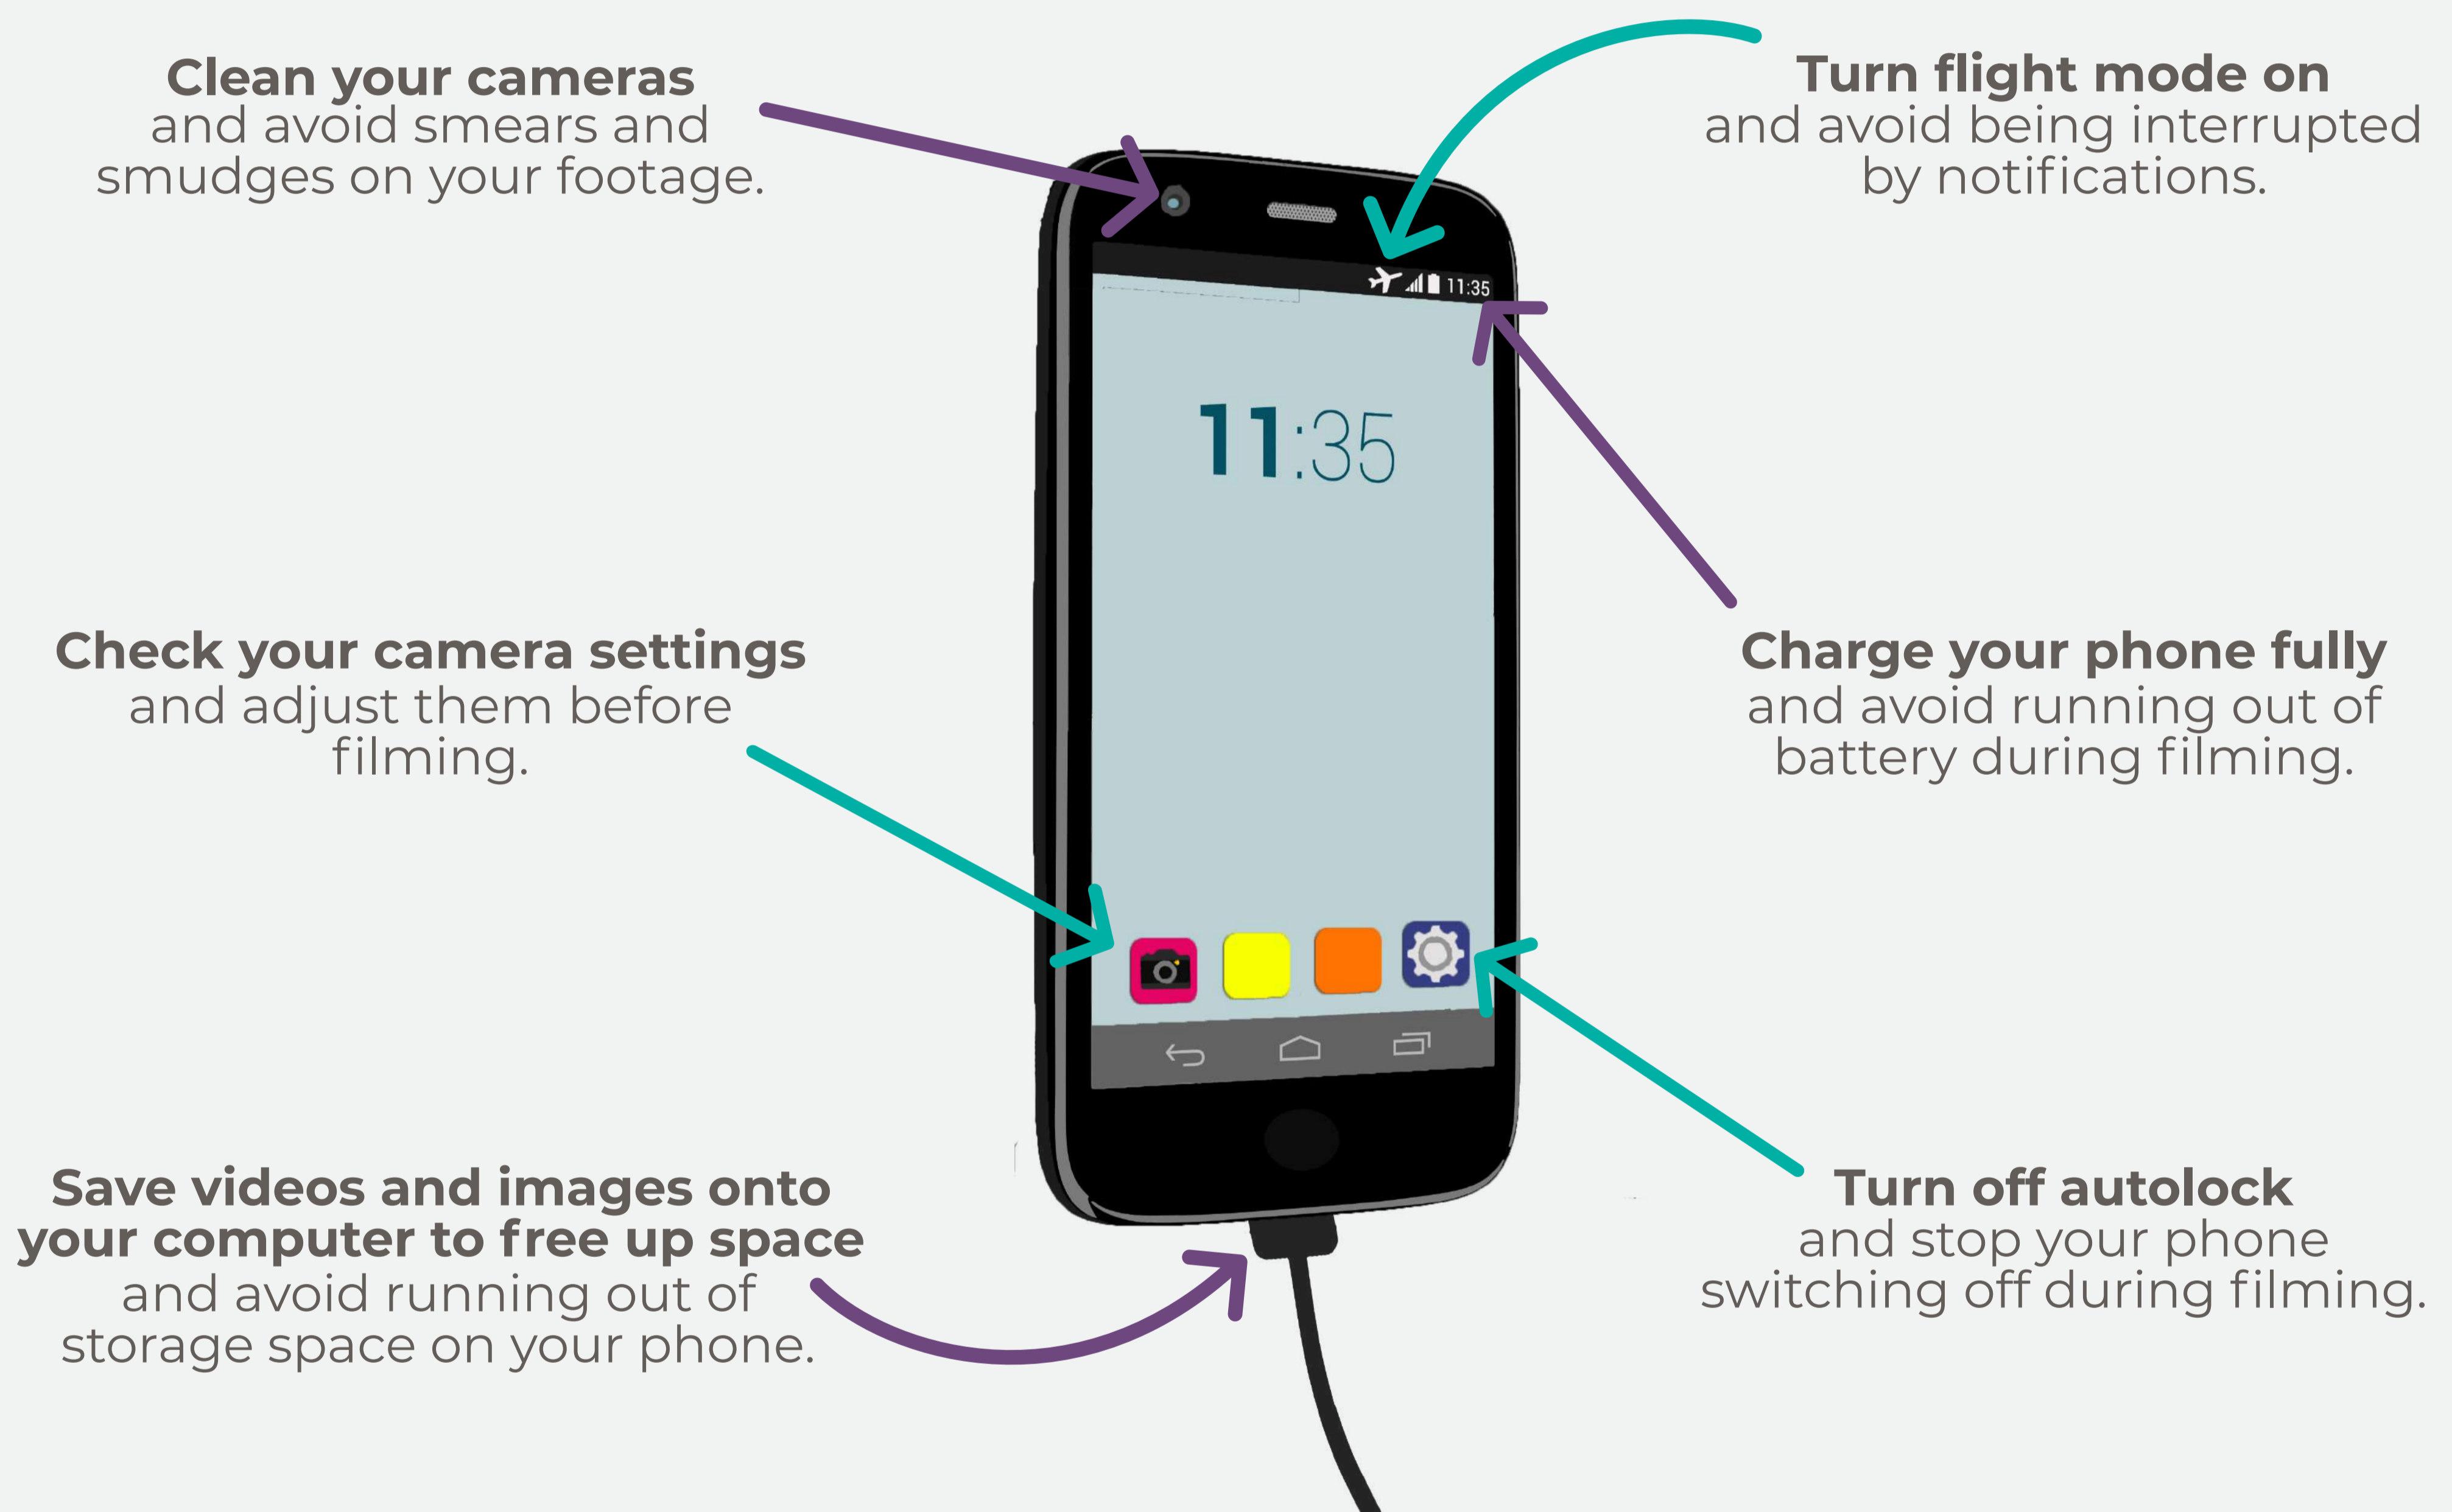 Clean your cameras
and avoid smears and
smudges on your footage.
Turn flight mode on
and avoid being interrupted
by notifications.
11:35
11:35
Check your camera settings
and adjust them before
filming.
Charge your phone fully
and avoid running out of
battery during filming.
Save videos and images onto
your computer to free up space
and avoid running out of
storage space on your phone.
Turn off autolock
and stop your phone
switching off during filming.